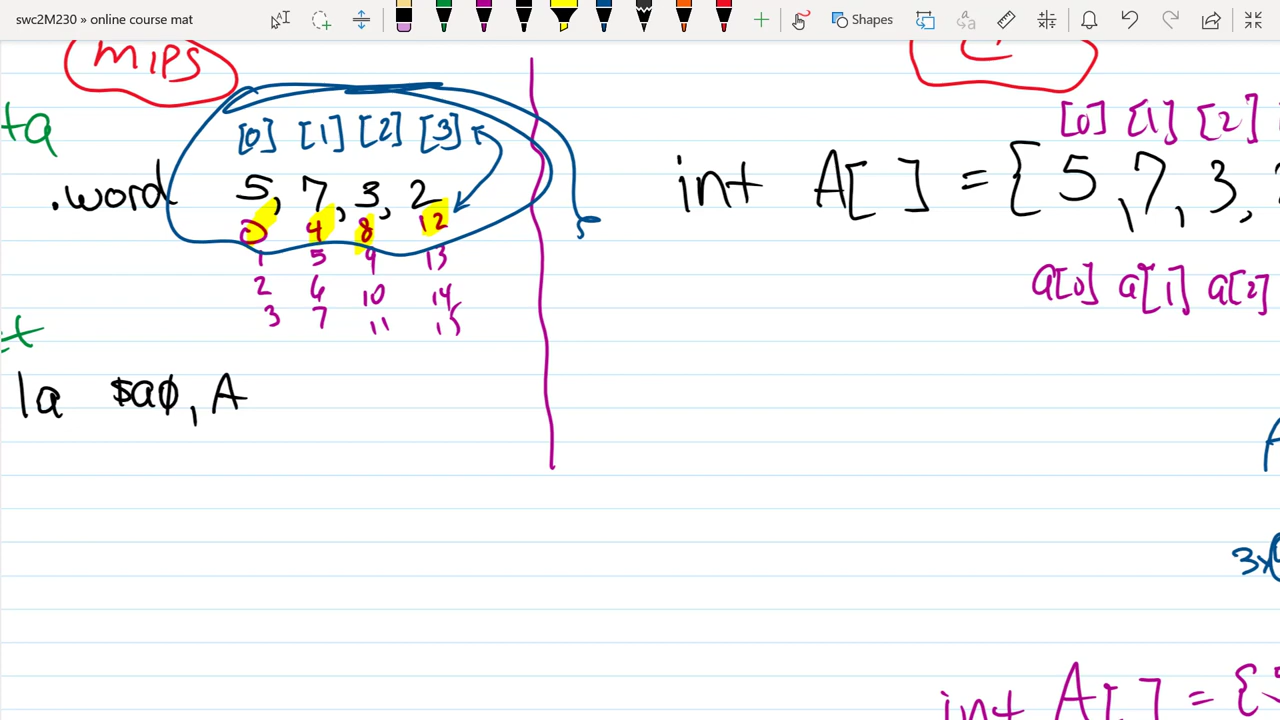 swc2M230 » online course mat
Shapes
MIPS
C
ta
[0] [1] [2] [3]
.word 5, 7, 3, 2
0 4 8 12
1 5 9 13
2 6 10 14
3 7 11 15
la $a0, A
[0] [1] [2]
int A[ ] = { 5, 7, 3,
a[0] a[1] a[2]
3x
int A[ ] = {